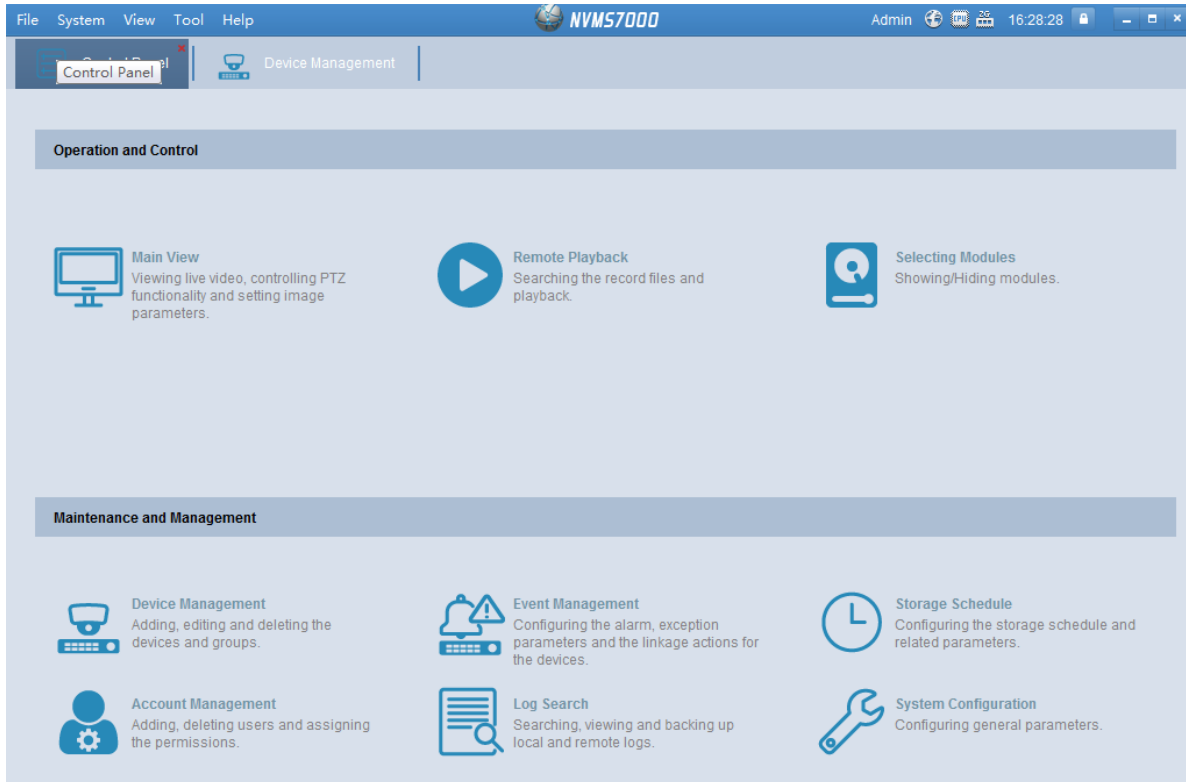 File System View Tool Help NVMS7000 Admin CPU 2G 16:28:28
Control Panel Device Management
Operation and Control
Main View Remote Playback Selecting Modules
Viewing live video, controlling PTZ Searching the record files and Showing/Hiding modules.
functionality and setting image playback.
parameters.
Maintenance and Management
Device Management Event Management Storage Schedule
Adding, editing and deleting the Configuring the alarm, exception Configuring the storage schedule and
devices and groups. parameters and the linkage actions for related parameters.
the devices.
Account Management Log Search System Configuration
Adding, deleting users and assigning Searching, viewing and backing up Configuring general parameters.
the permissions. local and remote logs.